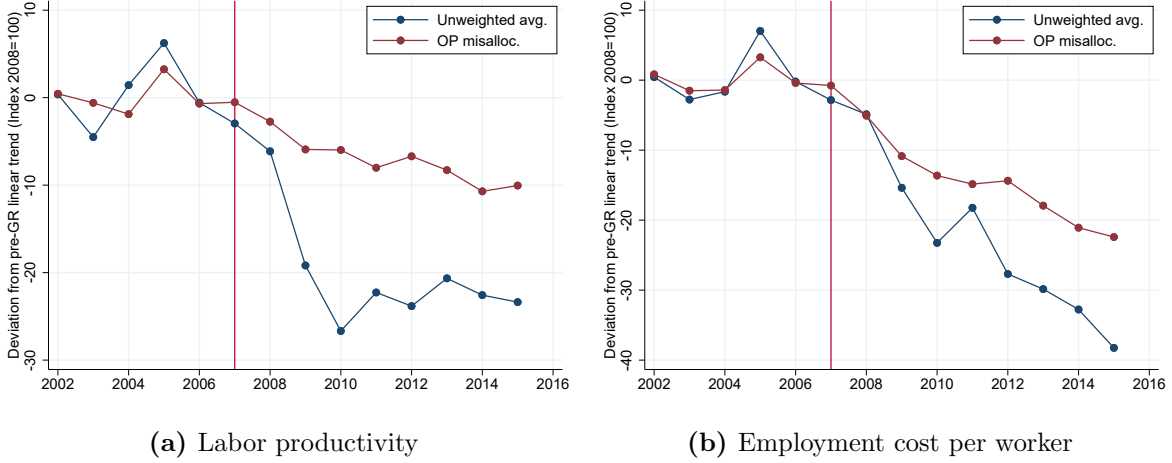 Deviation from pre-GR linear trend (Index 2008=100)
10
0
-10
-20
-30
Unweighted avg.
OP misalloc.
2002 2004 2006 2008 2010 2012 2014 2016
(a) Labor productivity
Deviation from pre-GR linear trend (Index 2008=100)
10
0
-10
-20
-30
-40
Unweighted avg.
OP misalloc.
2002 2004 2006 2008 2010 2012 2014 2016
(b) Employment cost per worker